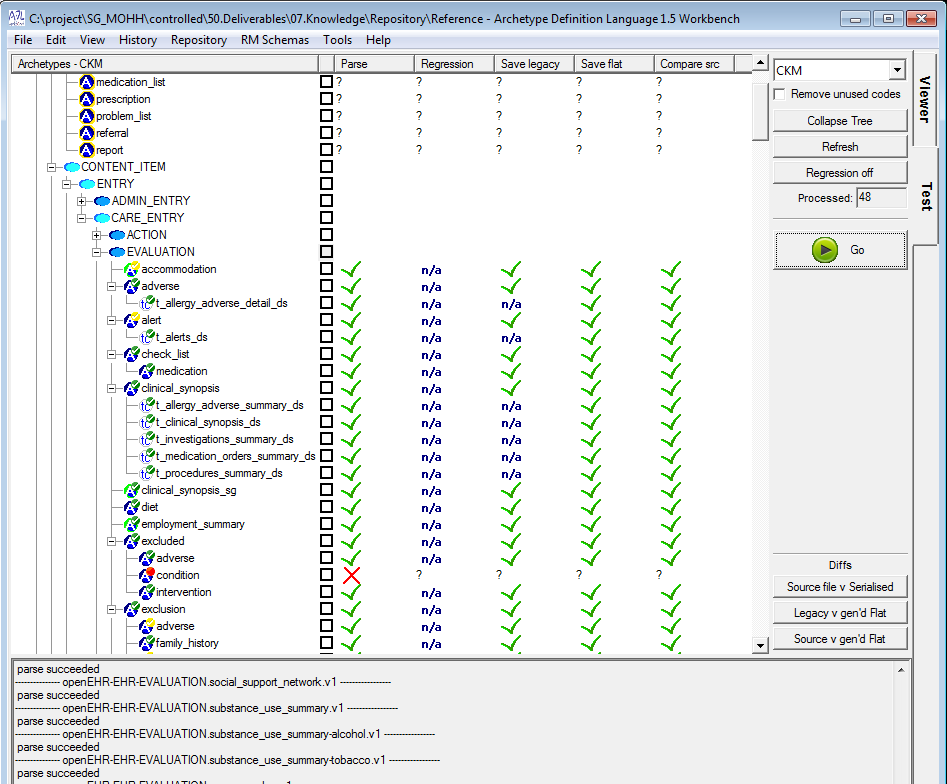 C:\project\SG_MOHH\controlled\50.Deliverables\07.Knowledge\Repository\Reference - Archetype Definition Language 1.5 Workbench
File Edit View History Repository RM Schemas Tools Help
Archetypes - CKM Parse Regression Save legacy Save flat Compare src
medication_list ? ? ? ? ?
prescription ? ? ? ? ?
problem_list ? ? ? ? ?
referral ? ? ? ? ?
report ? ? ? ? ?
CONTENT_ITEM
ENTRY
ADMIN_ENTRY
CARE_ENTRY
ACTION
EVALUATION
accommodation n/a
adverse n/a
t_allergy_adverse_detail_ds n/a n/a
alert n/a
t_alerts_ds n/a n/a
check_list n/a
medication n/a
clinical_synopsis n/a
t_allergy_adverse_summary_ds n/a n/a
t_clinical_synopsis_ds n/a n/a
t_investigations_summary_ds n/a n/a
t_medication_orders_summary_ds n/a n/a
t_procedures_summary_ds n/a n/a
clinical_synopsis_sg n/a
diet n/a
employment_summary n/a
excluded n/a
adverse n/a
condition ? ? ? ?
intervention n/a
exclusion n/a
adverse n/a
family_history n/a
CKM
Remove unused codes
Collapse Tree
Refresh
Regression off
Processed: 48
Go
Viewer
Test
Diffs
Source file v Serialised
Legacy v gen'd Flat
Source v gen'd Flat
parse succeeded
--------------- openEHR-EHR-EVALUATION.social_support_network.v1 -----------------
parse succeeded
--------------- openEHR-EHR-EVALUATION.substance_use_summary.v1 -----------------
parse succeeded
--------------- openEHR-EHR-EVALUATION.substance_use_summary-alcohol.v1 -----------------
parse succeeded
--------------- openEHR-EHR-EVALUATION.substance_use_summary-tobacco.v1 -----------------
parse succeeded